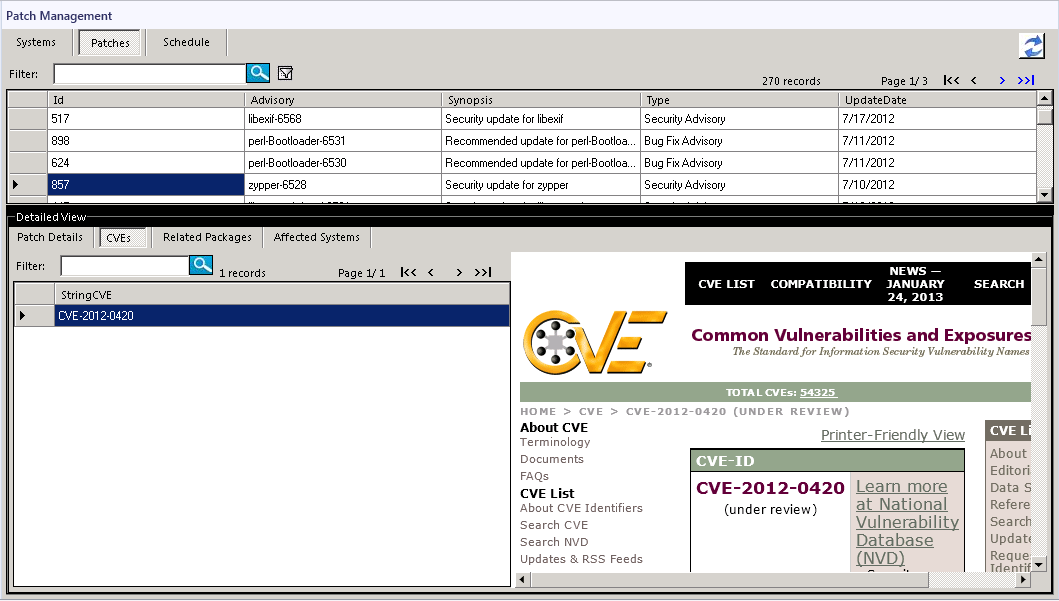 Patch Management
Systems Patches Schedule
Filter:
270 records Page 1/ 3 |<< < > >>|
Id Advisory Synopsis Type UpdateDate
517 libexif-6568 Security update for libexif Security Advisory 7/17/2012
898 perl-Bootloader-6531 Recommended update for perl-Bootloa... Bug Fix Advisory 7/11/2012
624 perl-Bootloader-6530 Recommended update for perl-Bootloa... Bug Fix Advisory 7/11/2012
857 zypper-6528 Security update for zypper Security Advisory 7/10/2012
Detailed View
Patch Details CVEs Related Packages Affected Systems
Filter:
1 records Page 1/ 1 |<< < > >>|
StringCVE
CVE-2012-0420
CVE LIST COMPATIBILITY NEWS — JANUARY 24, 2013 SEARCH
CVE
Common Vulnerabilities and Exposures
The Standard for Information Security Vulnerability Names
TOTAL CVEs: 54325
HOME > CVE > CVE-2012-0420 (UNDER REVIEW)
About CVE
Terminology
Documents
FAQs
CVE List
About CVE Identifiers
Search CVE
Search NVD
Updates & RSS Feeds
Printer-Friendly View
CVE-ID
CVE-2012-0420
(under review)
Learn more
at National
Vulnerability
Database
(NVD)
CVE Li
About
Editori
Data S
Refere
Search
Update
Reque
Identif